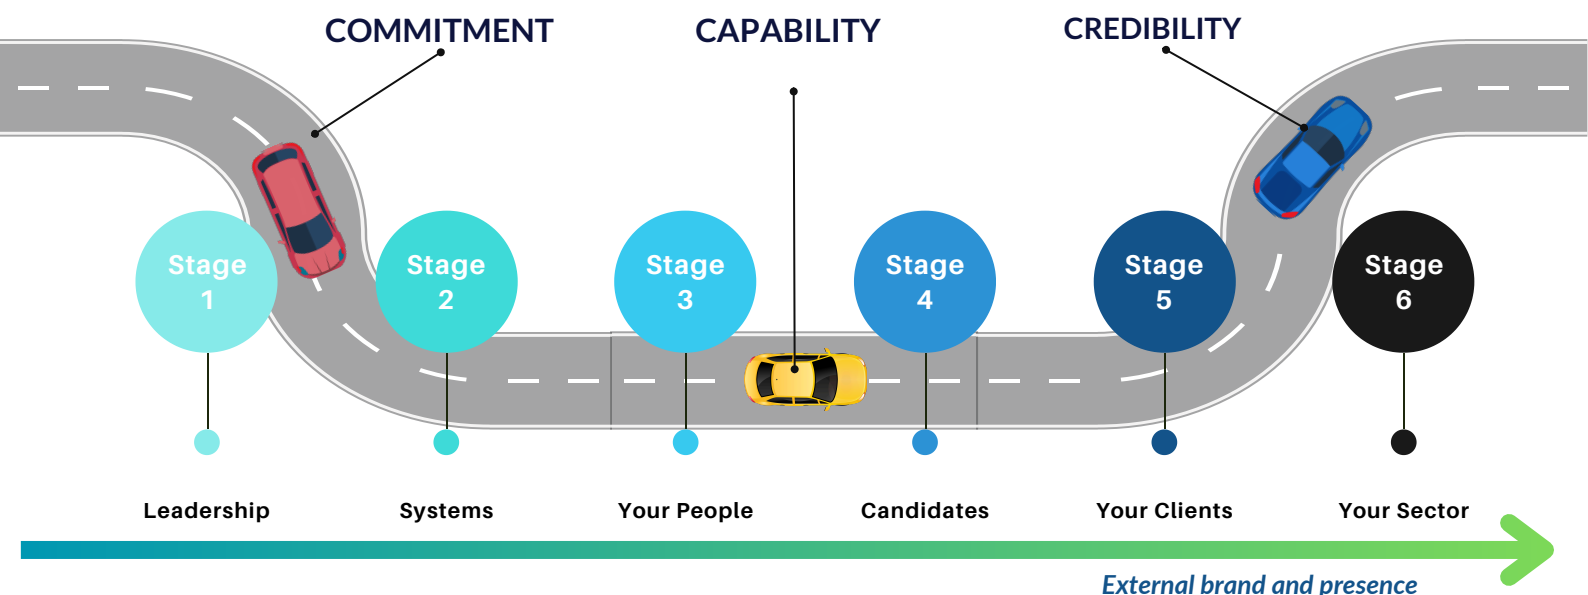 COMMITMENT
CAPABILITY
CREDIBILITY
Stage
1
Stage
2
Stage
3
Stage
4
Stage
5
Stage
6
Leadership
Systems
Your People
Candidates
Your Clients
Your Sector
External brand and presence